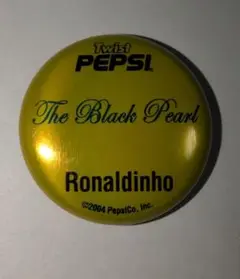 Twist
PEPSI
The Black Pearl
Ronaldinho
©2004 PepsiCo, Inc.